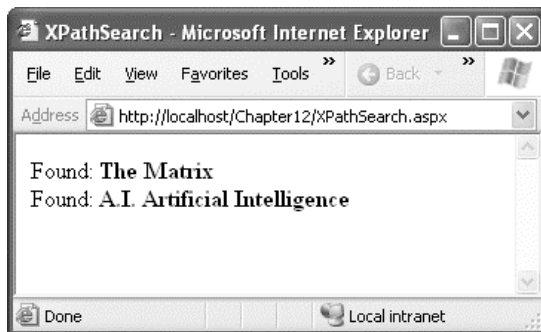 XPathSearch - Microsoft Internet Explorer
File Edit View Favorites Tools » Back »
Address http://localhost/Chapter12/XPathSearch.aspx
Found: The Matrix
Found: A.I. Artificial Intelligence
Done Local intranet